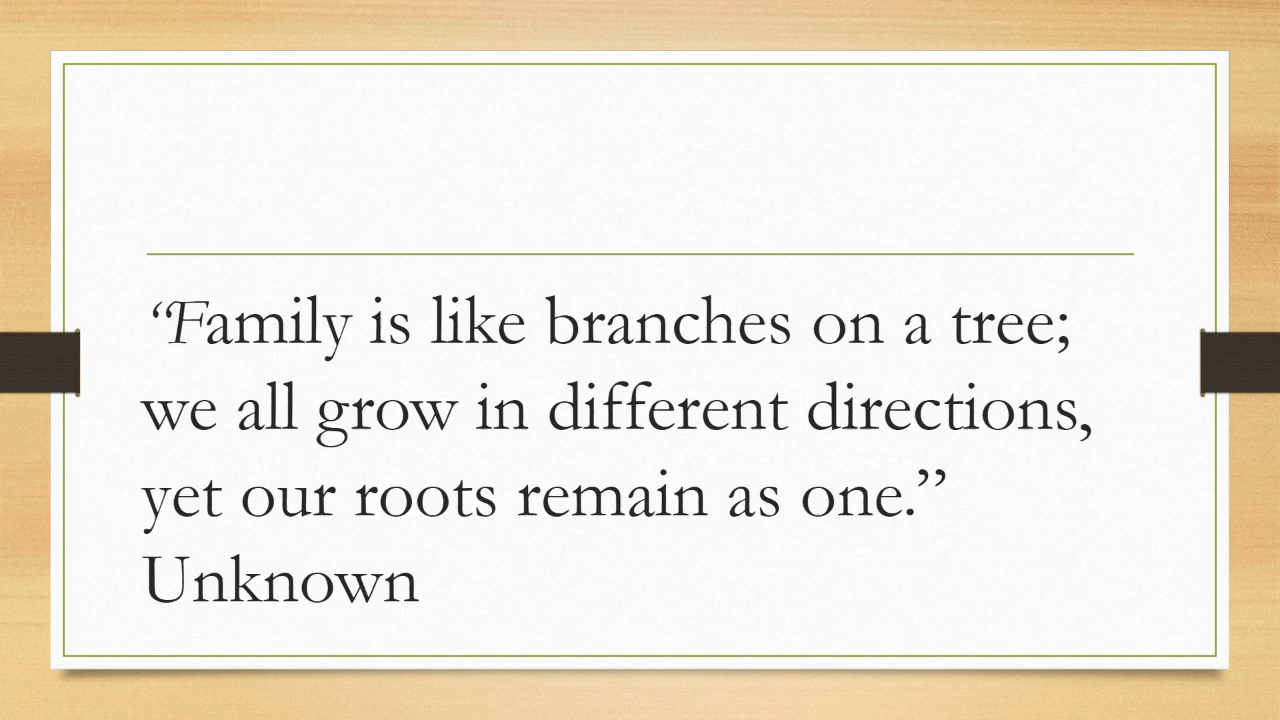 “Family is like branches on a tree;
we all grow in different directions,
yet our roots remain as one.”
Unknown